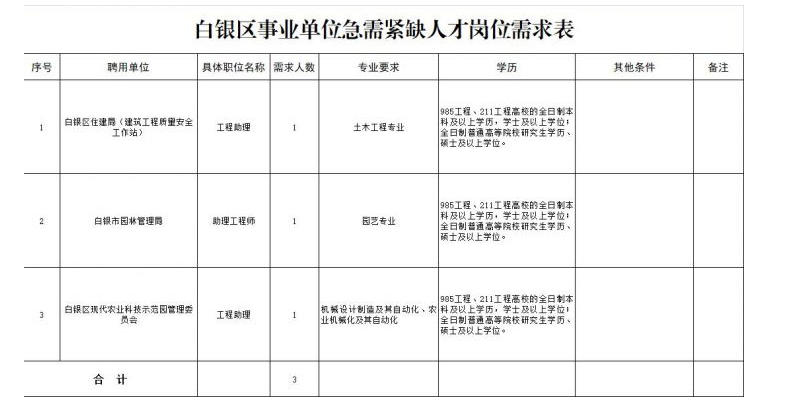 白银区事业单位急需紧缺人才岗位需求表
序号 聘用单位 具体职位名称 需求人数 专业要求 学历 其他条件 备注
1 白银区住建局（建筑工程质量安全工作站） 工程助理 1 土木工程专业 985工程、211工程高校的全日制本科及以上学历，学士及以上学位；全日制普通高等院校研究生学历、硕士及以上学位。
2 白银市园林管理局 助理工程师 1 园艺专业 985工程、211工程高校的全日制本科及以上学历，学士及以上学位；全日制普通高等院校研究生学历、硕士及以上学位。
3 白银区现代农业科技示范园管理委员会 工程助理 1 机械设计制造及其自动化、农业机械化及其自动化 985工程、211工程高校的全日制本科及以上学历，学士及以上学位；全日制普通高等院校研究生学历、硕士及以上学位。
合 计 3